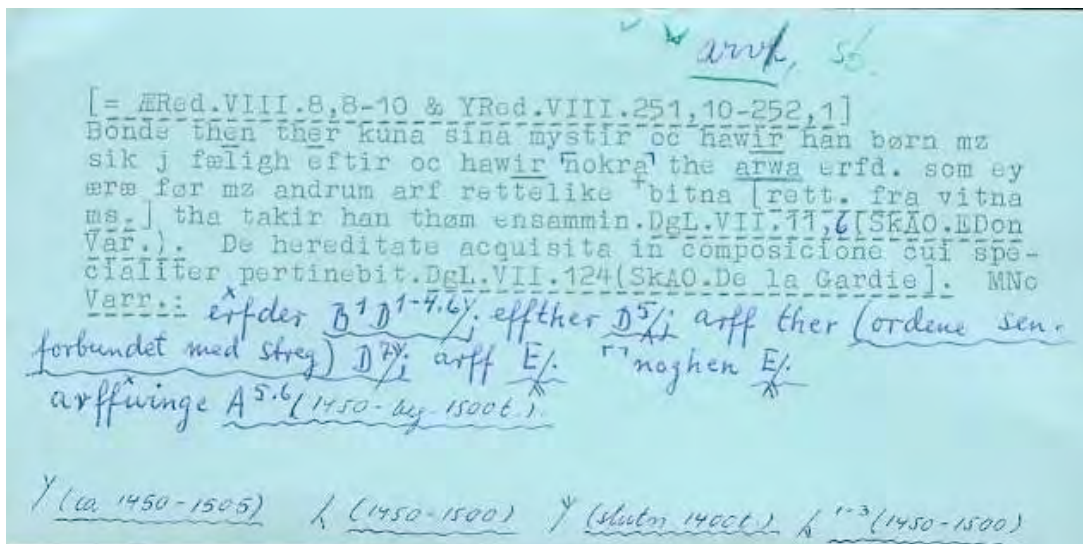 arvþ, sb.
[= ÆRed.VIII.8,8-10 & YRed.VIII.251,10-252,1]
Bonde then ther kuna sina mystir oc hawir han børn mz
sik j fæligh eftir oc hawir ⸢nokra⸣ the arwa erfd. som ey
æræ før mz andrum arf rettelike +bitna [rett. fra vitna
ms.] tha takir han thøm ensammin.DgL.VII.11,6[SkAO.EDon
Var.). De hereditate acquisita in composicione cui spe-
cialiter pertinebit.DgL.VII.124(SkAO.De la Gardie]. MNo
Varr.: erfder B¹ D¹⁻⁴·⁶ effther D⁵/; arff ther (ordene sen.
forbundet med streg) D⁷ arff E/. ⸢⸣noghen E/.
arffwinge A⁵·⁶ (1450 - beg. 1500t.).
(ca. 1450-1505) (1450-1500) (slutn. 1400t.) ¹⁻³(1450-1500)